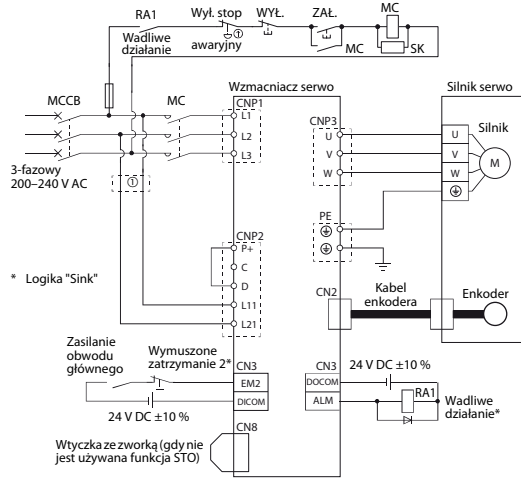 RA1
Wadliwe
działanie
Wył. stop
awaryjny
①
WYŁ.
ZAŁ.
MC
MC
SK
MCCB
MC
3-fazowy
200–240 V AC
①
* Logika "Sink"
Wzmacniacz serwo
CNP1
L1
L2
L3
CNP2
P+
C
D
L11
L21
CNP3
U
V
W
PE
CN2
Silnik serwo
Silnik
U
V
W
M
Kabel
enkodera
Enkoder
Zasilanie
obwodu
głównego
Wymuszone
zatrzymanie 2*
24 V DC ±10 %
CN3
EM2
DICOM
CN8
Wtyczka ze zworką (gdy nie
jest używana funkcja STO)
CN3
DOCOM
ALM
24 V DC ±10 %
RA1
Wadliwe
działanie*